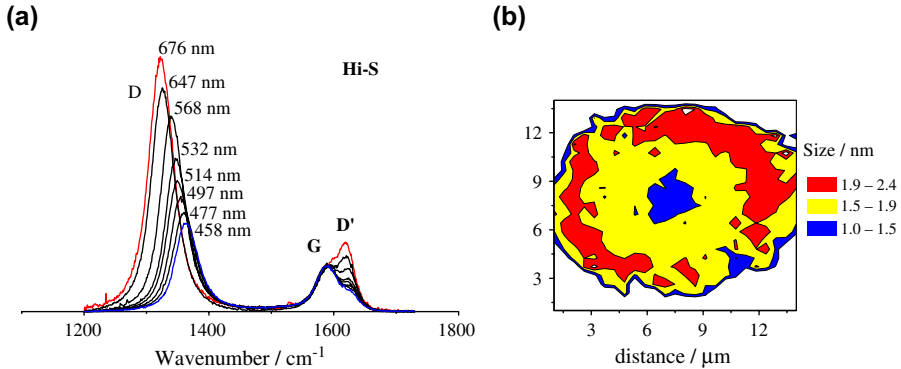 (a)
676 nm
D
647 nm
568 nm
532 nm
514 nm
497 nm
477 nm
458 nm
Hi-S
G
D'
1200
1400
1600
1800
Wavenumber / cm⁻¹
(b)
12
9
6
3
3
6
9
12
distance / μm
Size / nm
1.9 – 2.4
1.5 – 1.9
1.0 – 1.5